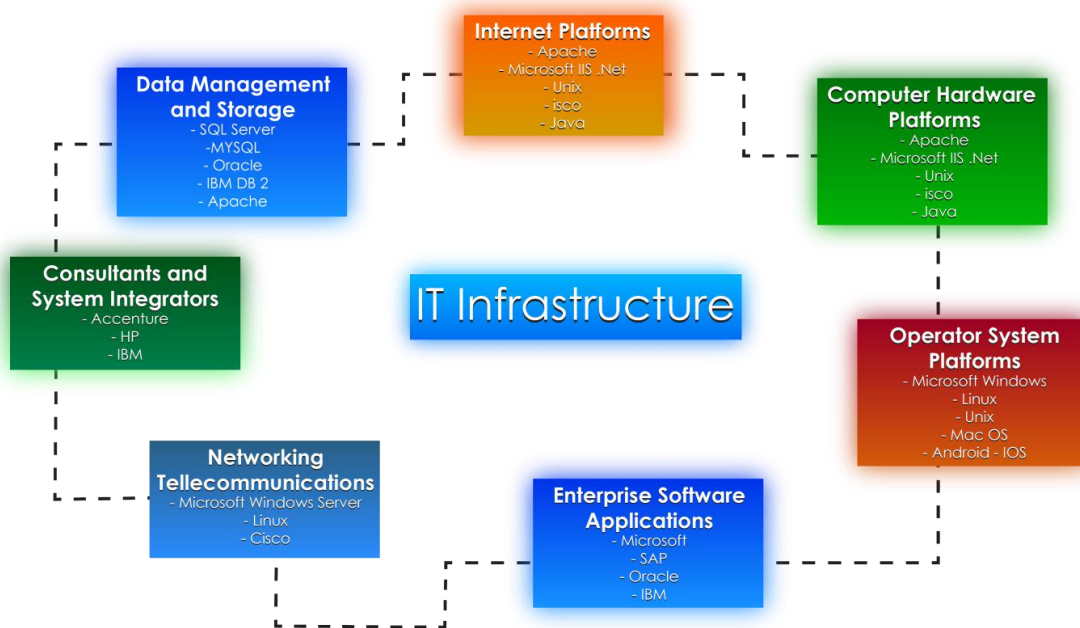 Internet Platforms
- Apache
- Microsoft IIS .Net
- Unix
- isco
- Java
Data Management
and Storage
- SQL Server
-MYSQL
- Oracle
- IBM DB 2
- Apache
Computer Hardware
Platforms
- Apache
- Microsoft IIS .Net
- Unix
- isco
- Java
Consultants and
System Integrators
- Accenture
- HP
- IBM
IT Infrastructure
Operator System
Platforms
- Microsoft Windows
- Linux
- Unix
- Mac OS
- Android - IOS
Networking
Tellecommunications
- Microsoft Windows Server
- Linux
- Cisco
Enterprise Software
Applications
- Microsoft
- SAP
- Oracle
- IBM